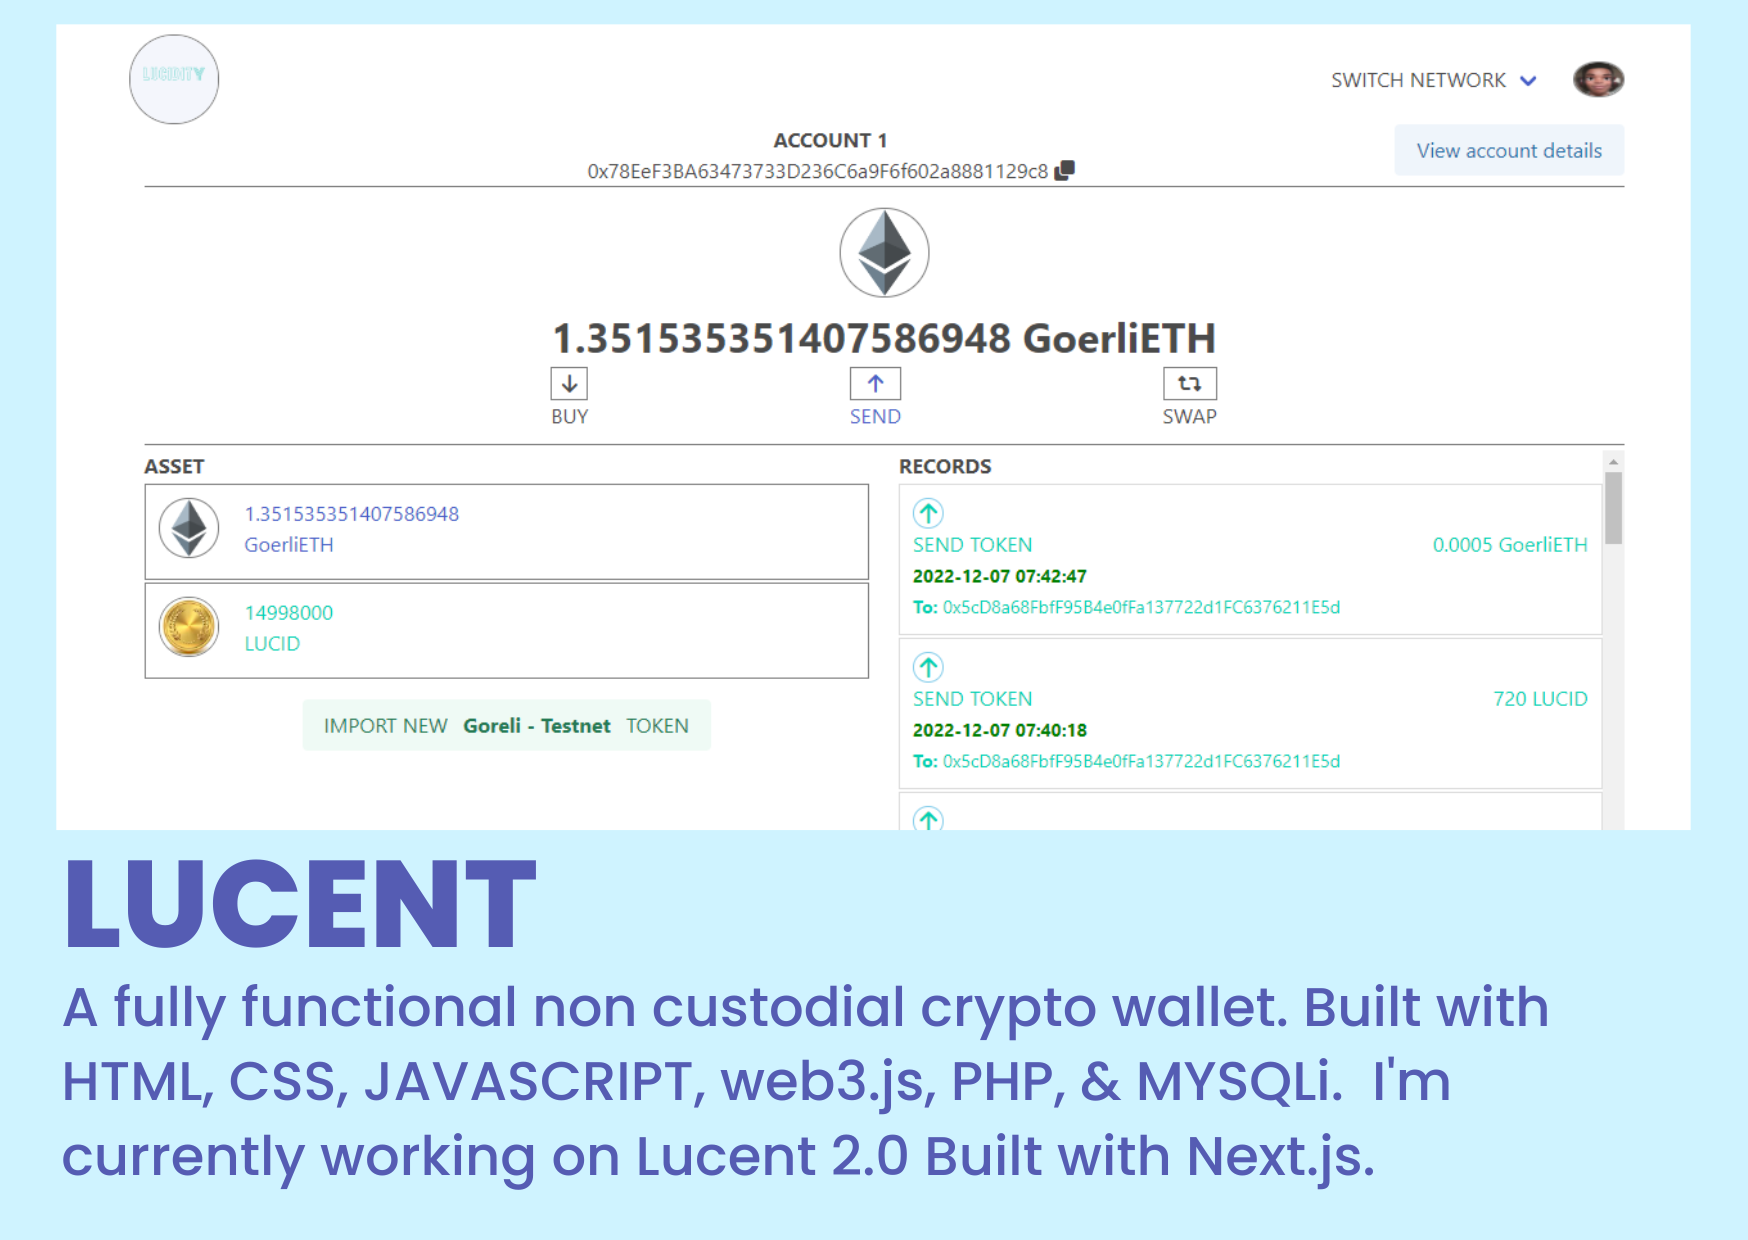 LUCIDITY
SWITCH NETWORK
ACCOUNT 1
0x78EeF3BA63473733D236C6a9F6f602a8881129c8
View account details
1.351535351407586948 GoerliETH
BUY
SEND
SWAP
ASSET
1.351535351407586948
GoerliETH
14998000
LUCID
IMPORT NEW Goreli - Testnet TOKEN
RECORDS
SEND TOKEN 0.0005 GoerliETH
2022-12-07 07:42:47
To: 0x5cD8a68FbfF95B4e0fFa137722d1FC6376211E5d
SEND TOKEN 720 LUCID
2022-12-07 07:40:18
To: 0x5cD8a68FbfF95B4e0fFa137722d1FC6376211E5d
LUCENT
A fully functional non custodial crypto wallet. Built with
HTML, CSS, JAVASCRIPT, web3.js, PHP, & MYSQLi. I'm
currently working on Lucent 2.0 Built with Next.js.